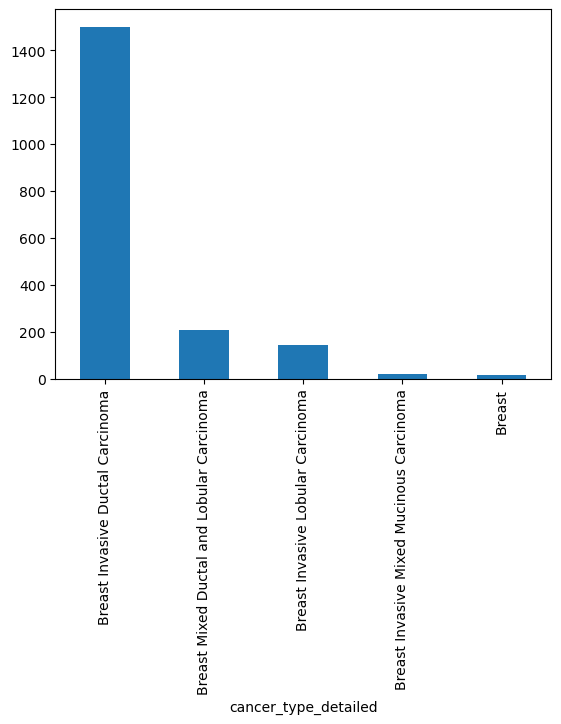 1400
1200
1000
800
600
400
200
0
Breast Invasive Ductal Carcinoma
Breast Mixed Ductal and Lobular Carcinoma
Breast Invasive Lobular Carcinoma
Breast Invasive Mixed Mucinous Carcinoma
Breast
cancer_type_detailed